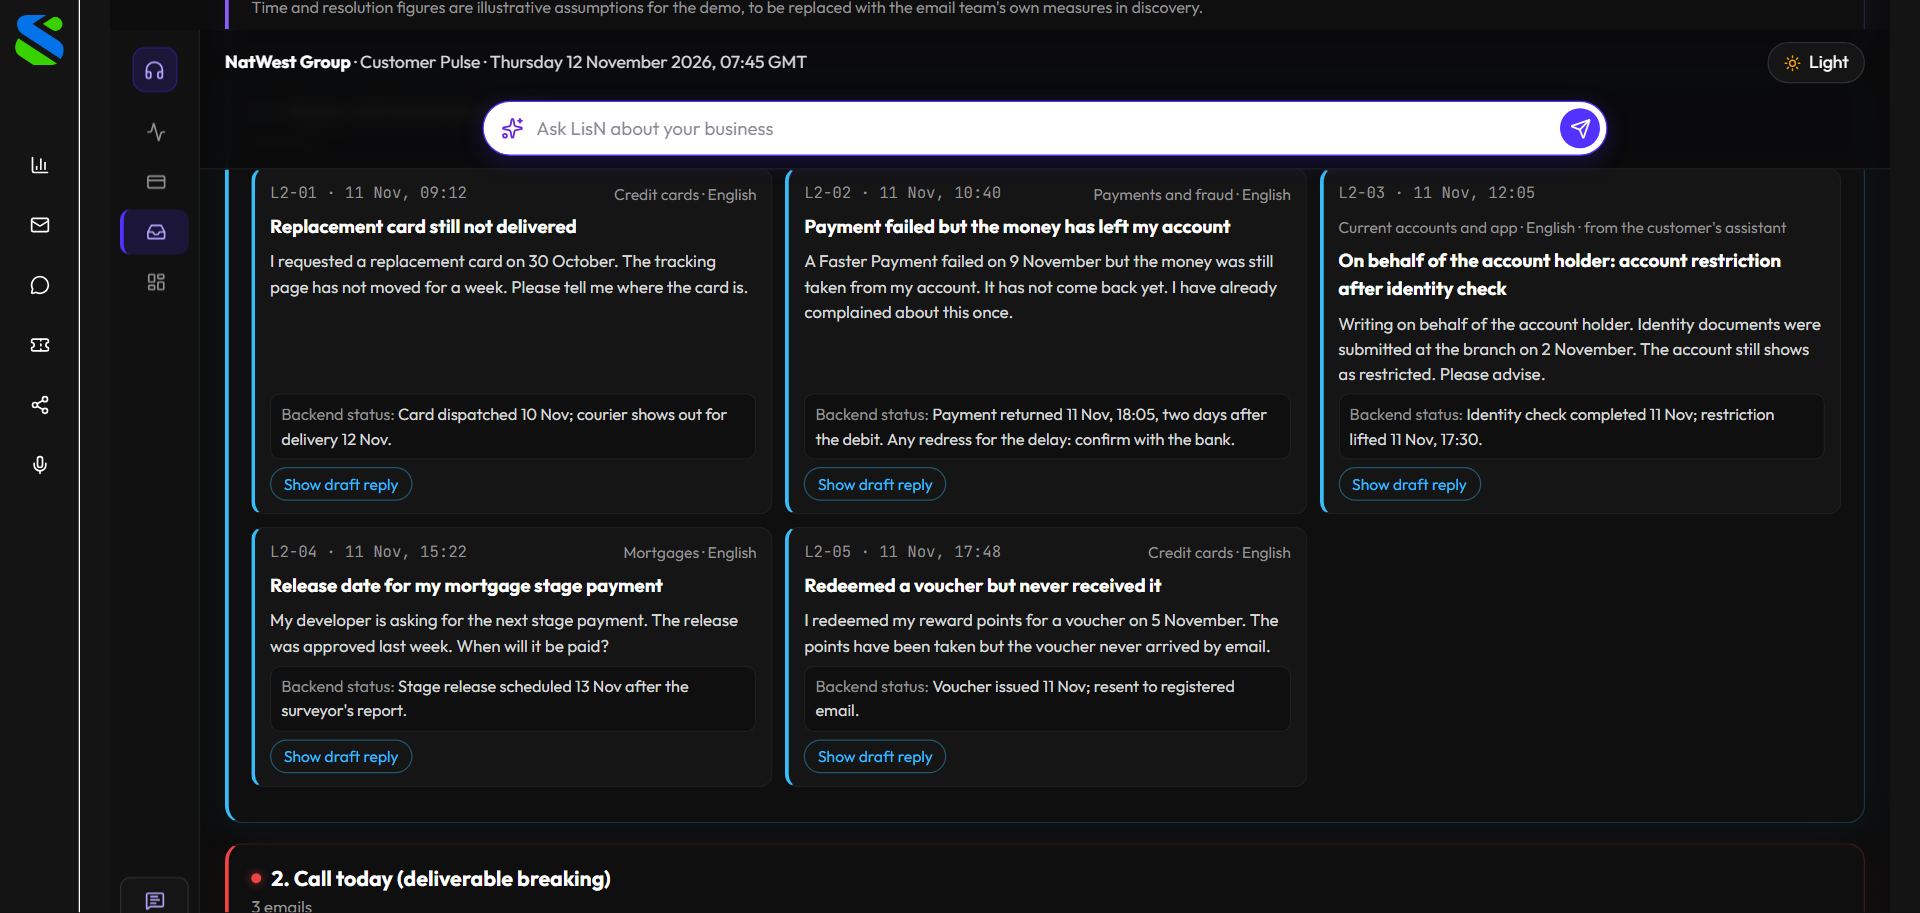 Time and resolution figures are illustrative assumptions for the demo, to be replaced with the email team's own measures in discovery.
NatWest Group · Customer Pulse · Thursday 12 November 2026, 07:45 GMT
Light
Ask LisN about your business
L2-01 · 11 Nov, 09:12
Credit cards · English
Replacement card still not delivered
I requested a replacement card on 30 October. The tracking
page has not moved for a week. Please tell me where the card is.
Backend status: Card dispatched 10 Nov; courier shows out for
delivery 12 Nov.
Show draft reply
L2-02 · 11 Nov, 10:40
Payments and fraud · English
Payment failed but the money has left my account
A Faster Payment failed on 9 November but the money was still
taken from my account. It has not come back yet. I have already
complained about this once.
Backend status: Payment returned 11 Nov, 18:05, two days after
the debit. Any redress for the delay: confirm with the bank.
Show draft reply
L2-03 · 11 Nov, 12:05
Current accounts and app · English · from the customer's assistant
On behalf of the account holder: account restriction
after identity check
Writing on behalf of the account holder. Identity documents were
submitted at the branch on 2 November. The account still shows
as restricted. Please advise.
Backend status: Identity check completed 11 Nov; restriction
lifted 11 Nov, 17:30.
Show draft reply
L2-04 · 11 Nov, 15:22
Mortgages · English
Release date for my mortgage stage payment
My developer is asking for the next stage payment. The release
was approved last week. When will it be paid?
Backend status: Stage release scheduled 13 Nov after the
surveyor's report.
Show draft reply
L2-05 · 11 Nov, 17:48
Credit cards · English
Redeemed a voucher but never received it
I redeemed my reward points for a voucher on 5 November. The
points have been taken but the voucher never arrived by email.
Backend status: Voucher issued 11 Nov; resent to registered
email.
Show draft reply
2. Call today (deliverable breaking)
3 emails